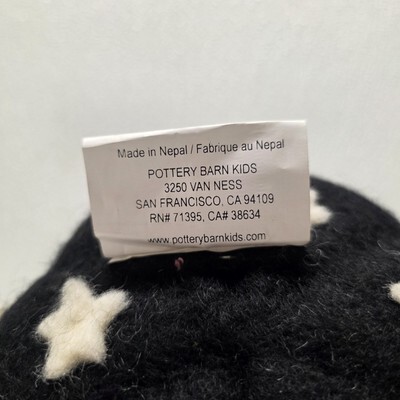 Made in Nepal / Fabrique au Nepal
POTTERY BARN KIDS
3250 VAN NESS
SAN FRANCISCO, CA 94109
RN# 71395, CA# 38634
www.potterybarnkids.com